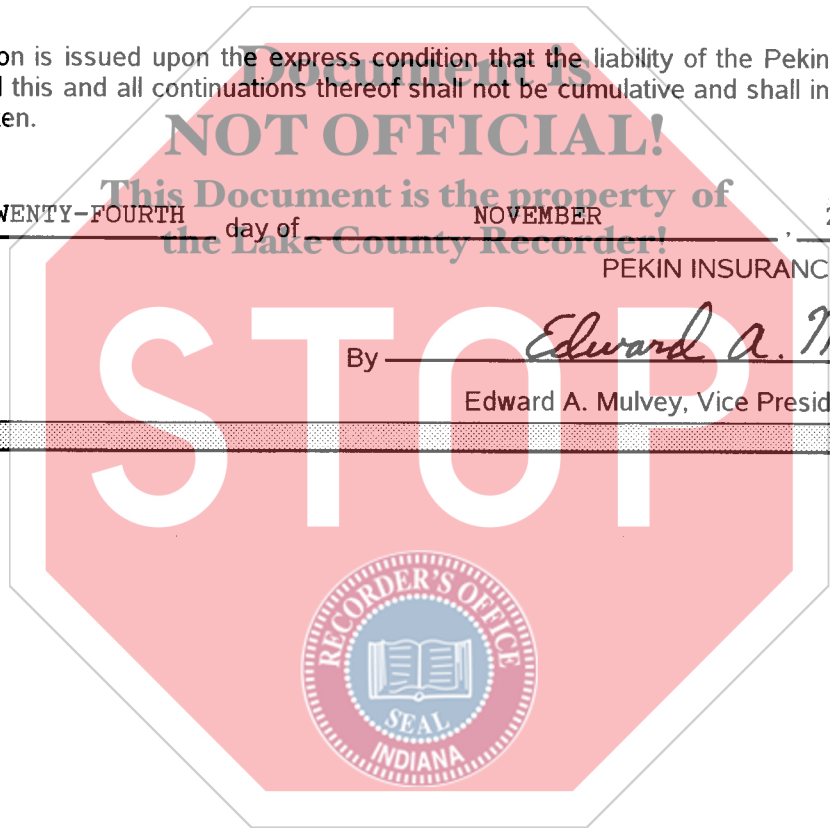 Document is
on is issued upon the express condition that the liability of the Pekin
this and all continuations thereof shall not be cumulative and shall in
en.
NOT OFFICIAL!
This Document is the property of
WENTY-FOURTH day of NOVEMBER , 2
the Lake County Recorder!
PEKIN INSURANC
By Edward A. M
Edward A. Mulvey, Vice Presid
STOP
RECORDER'S OFFICE
SEAL
INDIANA